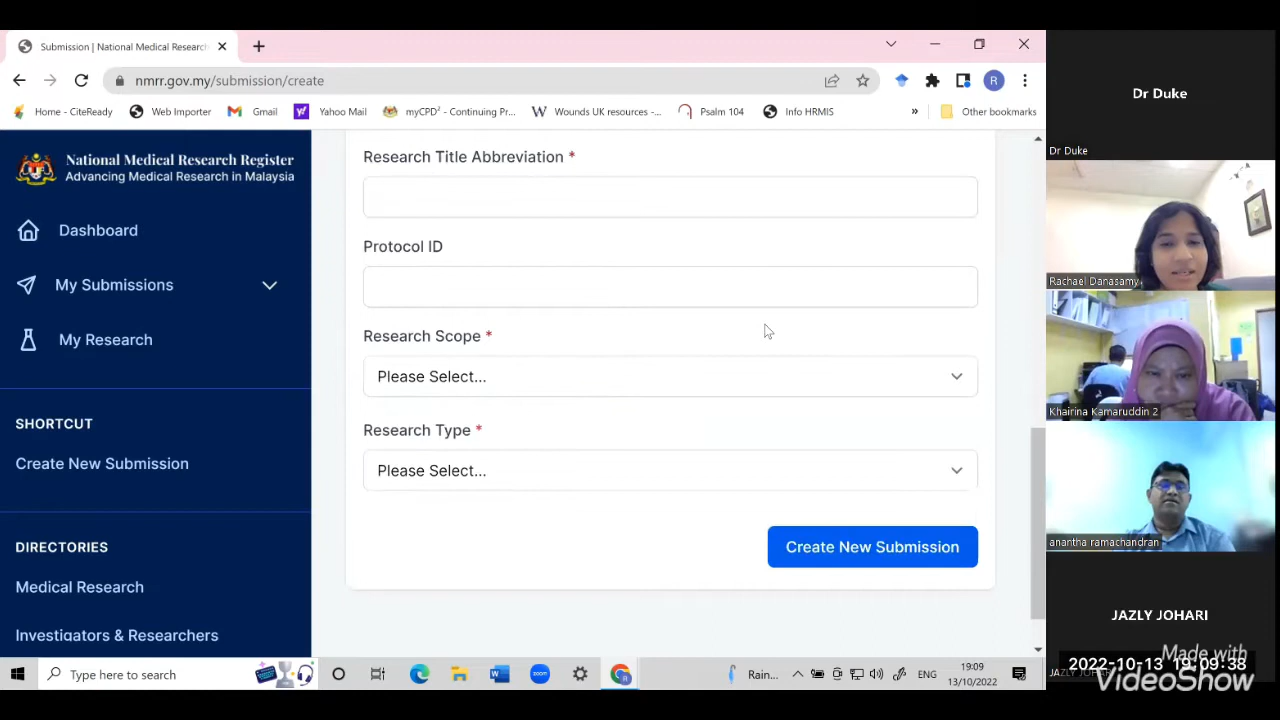 Submission | National Medical Research
nmrr.gov.my/submission/create
R
Home - CiteReady
Web Importer
Gmail
Yahoo Mail
myCPD² - Continuing Pr...
Wounds UK resources -...
Psalm 104
Info HRMIS
»
Other bookmarks
National Medical Research Register
Advancing Medical Research in Malaysia
Dashboard
My Submissions
My Research
SHORTCUT
Create New Submission
DIRECTORIES
Medical Research
Investigators & Researchers
Research Title Abbreviation *
Protocol ID
Research Scope *
Please Select...
Research Type *
Please Select...
Create New Submission
Dr Duke
Dr Duke
Rachael Danasamy
Khairina Kamaruddin 2
anantha ramachandran
JAZLY JOHARI
Made with
2022-10-13 19:09:38
VideoShow
Type here to search
Rain...
ENG
19:09
13/10/2022